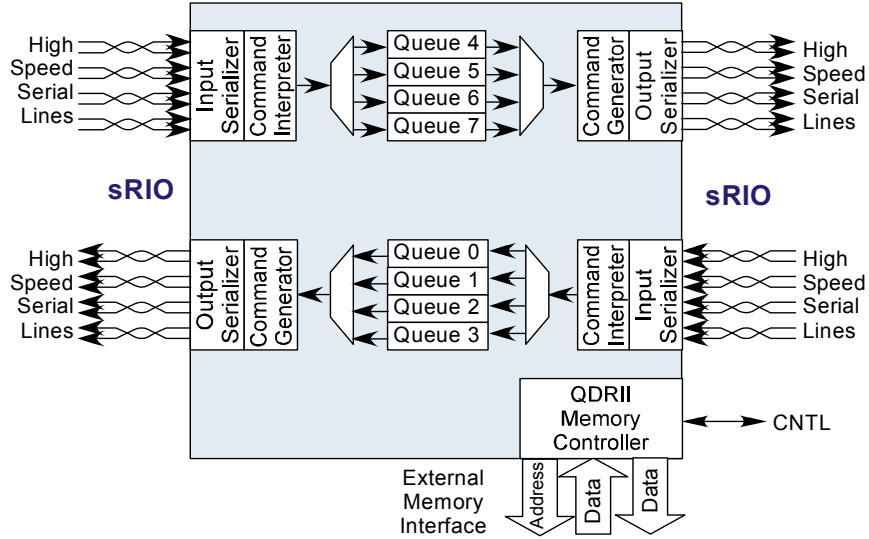 High
Speed
Serial
Lines
Input
Serializer
Command
Interpreter
Queue 4
Queue 5
Queue 6
Queue 7
Command
Generator
Output
Serializer
High
Speed
Serial
Lines
sRIO
sRIO
High
Speed
Serial
Lines
Output
Serializer
Command
Generator
Queue 0
Queue 1
Queue 2
Queue 3
Command
Interpreter
Input
Serializer
High
Speed
Serial
Lines
QDRII
Memory
Controller
CNTL
External
Memory
Interface
Address
Data
Data